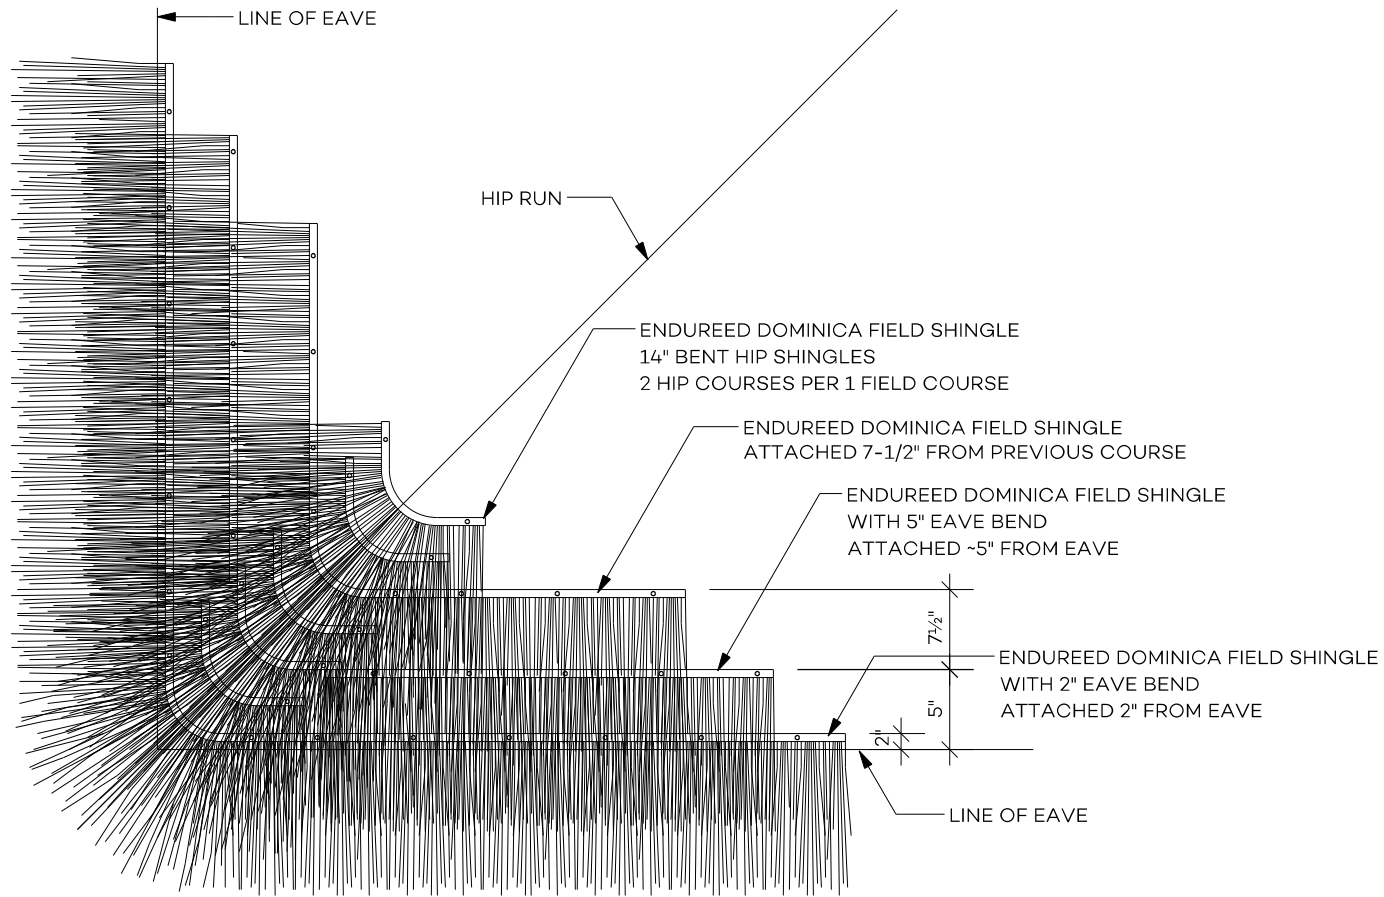 LINE OF EAVE
HIP RUN
ENDUREED DOMINICA FIELD SHINGLE
14" BENT HIP SHINGLES
2 HIP COURSES PER 1 FIELD COURSE
ENDUREED DOMINICA FIELD SHINGLE
ATTACHED 7-1/2" FROM PREVIOUS COURSE
ENDUREED DOMINICA FIELD SHINGLE
WITH 5" EAVE BEND
ATTACHED ~5" FROM EAVE
7½"
ENDUREED DOMINICA FIELD SHINGLE
WITH 2" EAVE BEND
ATTACHED 2" FROM EAVE
5"
2"
LINE OF EAVE